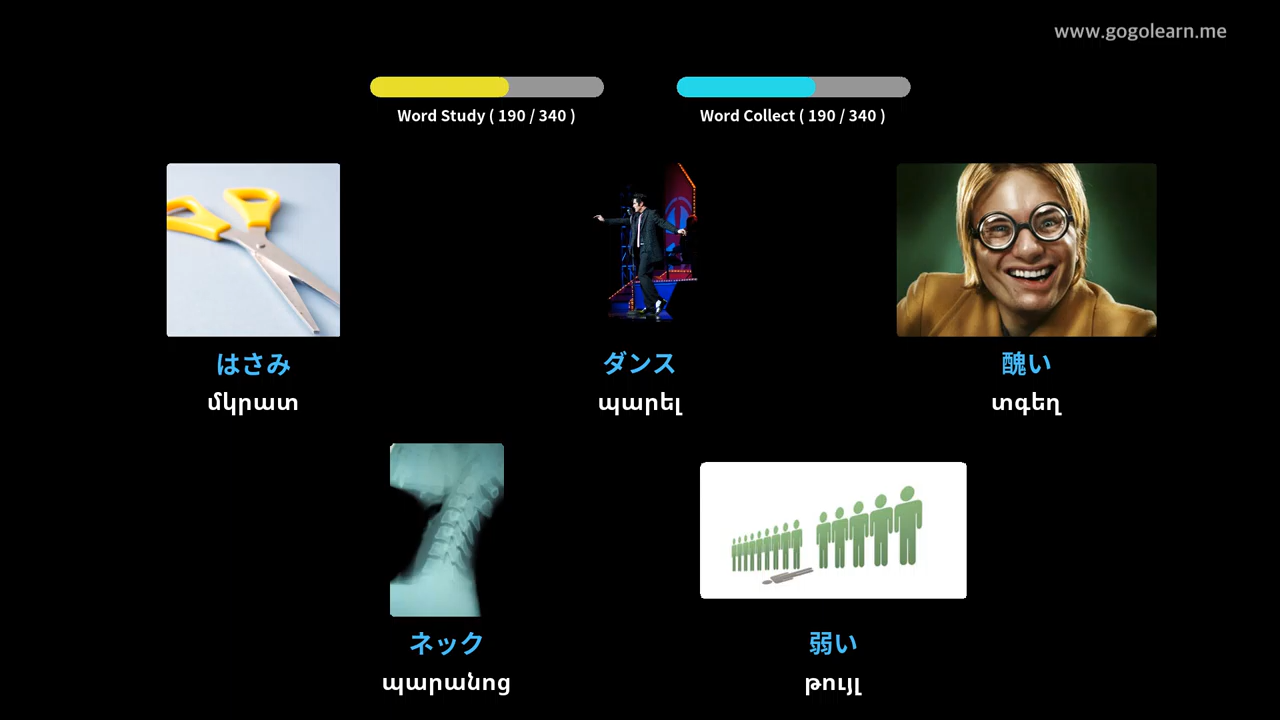 www.gogolearn.me
Word Study ( 190 / 340 )
Word Collect ( 190 / 340 )
はさみ
մկրատ
ダンス
պարել
醜い
տգեղ
ネック
պարանոց
弱い
թույլ